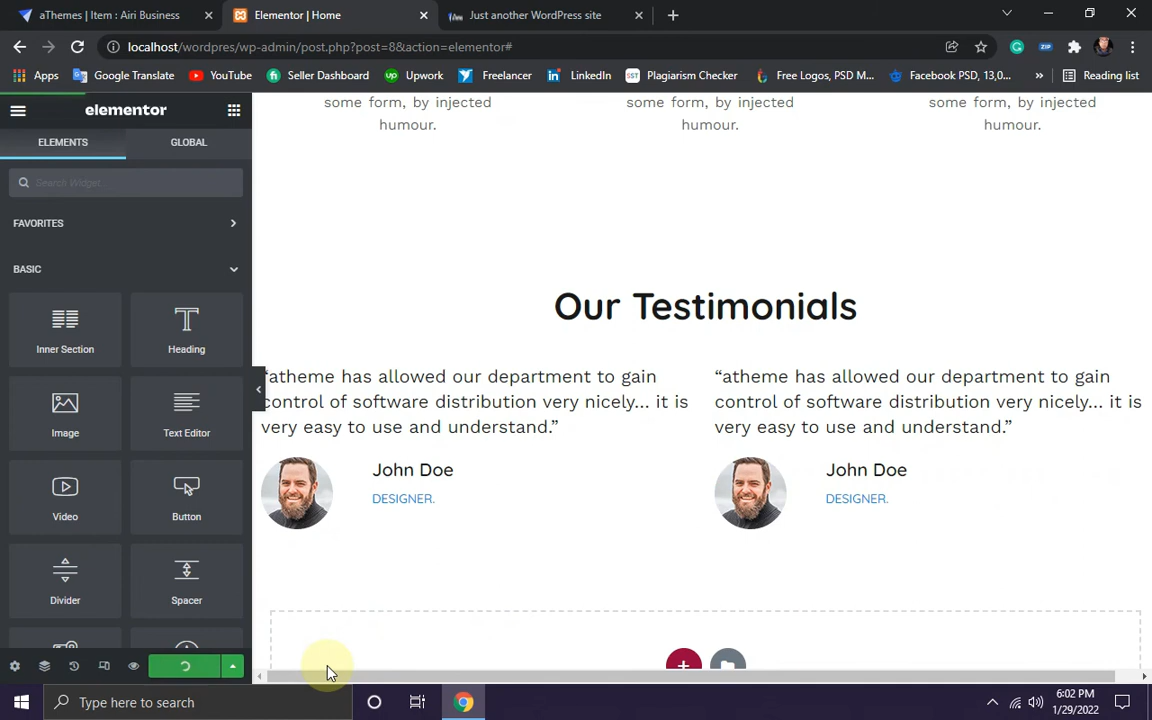 aThemes | Item : Airi Business
Elementor | Home
Just another WordPress site
localhost/wordpres/wp-admin/post.php?post=8&action=elementor#
Apps
Google Translate
YouTube
Seller Dashboard
Upwork
Freelancer
LinkedIn
Plagiarism Checker
Free Logos, PSD M...
Facebook PSD, 13,0...
»
Reading list
elementor
ELEMENTS
GLOBAL
Search Widget...
FAVORITES
BASIC
Inner Section
Heading
Image
Text Editor
Video
Button
Divider
Spacer
some form, by injected
humour.
some form, by injected
humour.
some form, by injected
humour.
Our Testimonials
“atheme has allowed our department to gain
control of software distribution very nicely… it is
very easy to use and understand.”
John Doe
DESIGNER.
“atheme has allowed our department to gain
control of software distribution very nicely… it is
very easy to use and understand.”
John Doe
DESIGNER.
Type here to search
6:02 PM
1/29/2022